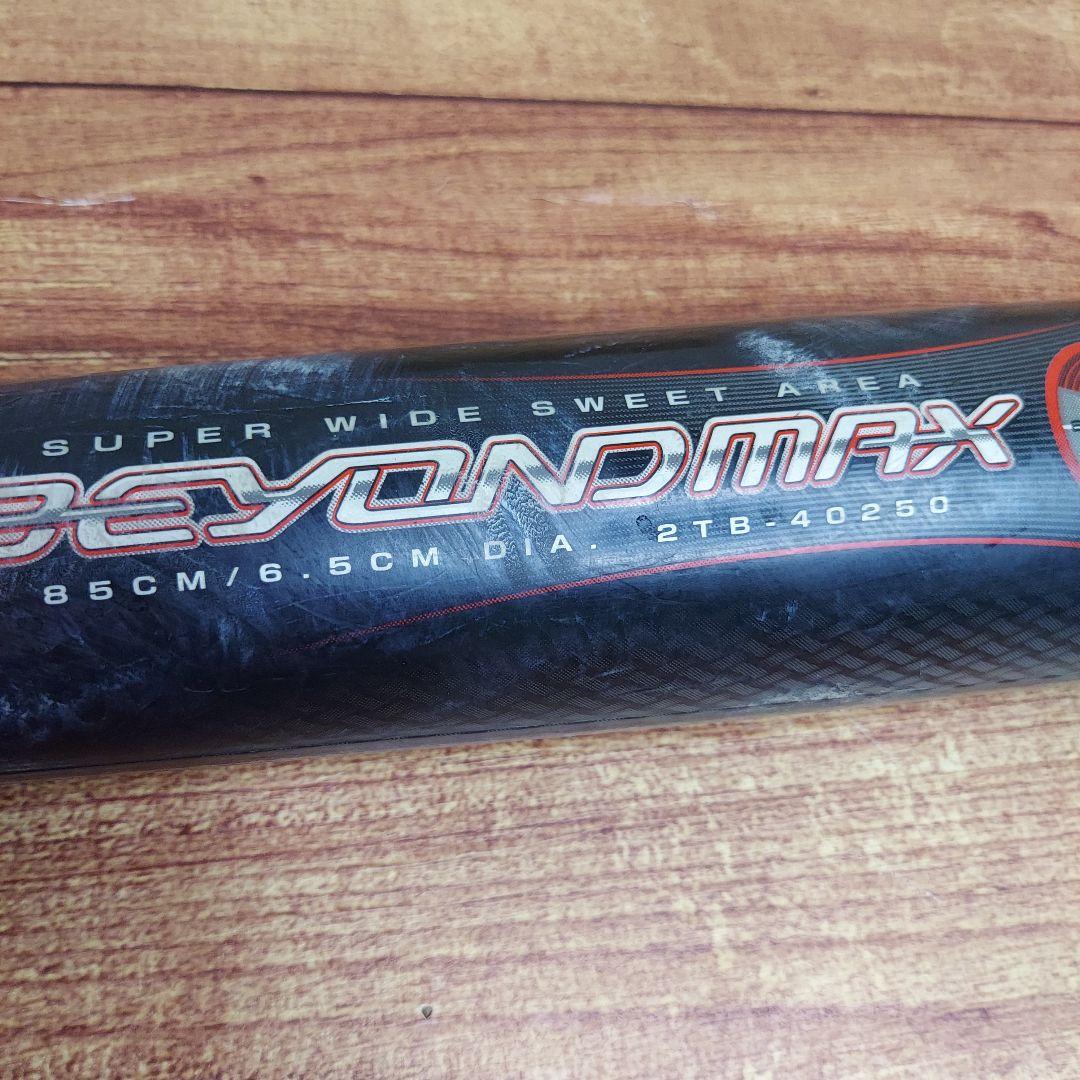 SUPER WIDE SWEET AREA
BEYONDMAX
85CM/6.5CM DIA. 2TB-40250